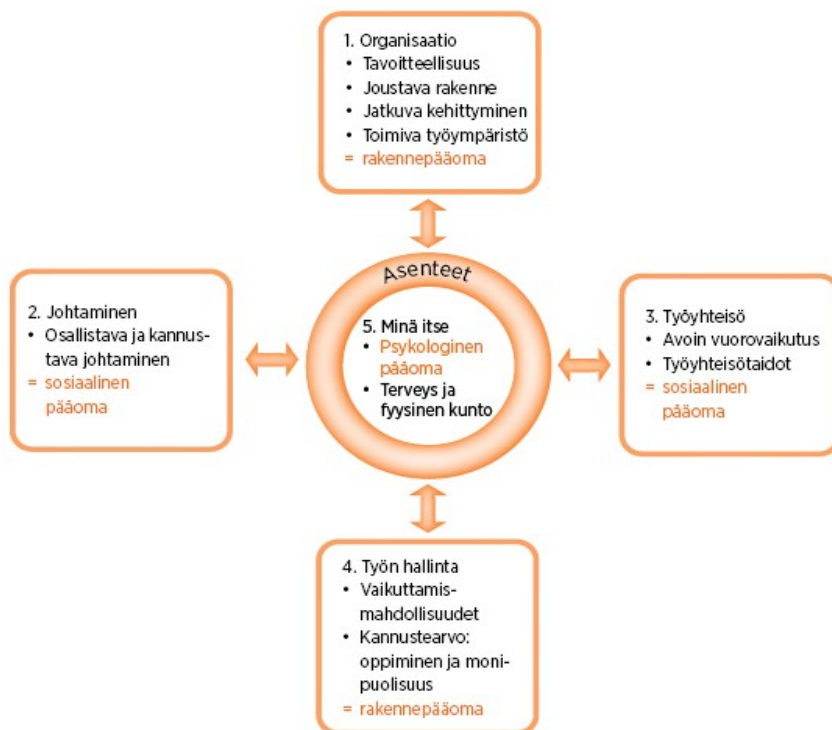 1. Organisaatio
• Tavoitteellisuus
• Joustava rakenne
• Jatkuva kehittyminen
• Toimiva työympäristö
= rakennepääoma
Asenteet
2. Johtaminen
• Osallistava ja kannus-
tava johtaminen
= sosiaalinen
pääoma
5. Minä itse
• Psykologinen
pääoma
• Terveys ja
fyysinen kunto
3. Työyhteisö
• Avoin vuorovaikutus
• Työyhteisötaidot
= sosiaalinen
pääoma
4. Työn hallinta
• Vaikuttamis-
mahdollisuudet
• Kannustearvo:
oppiminen ja moni-
puolisuus
= rakennepääoma